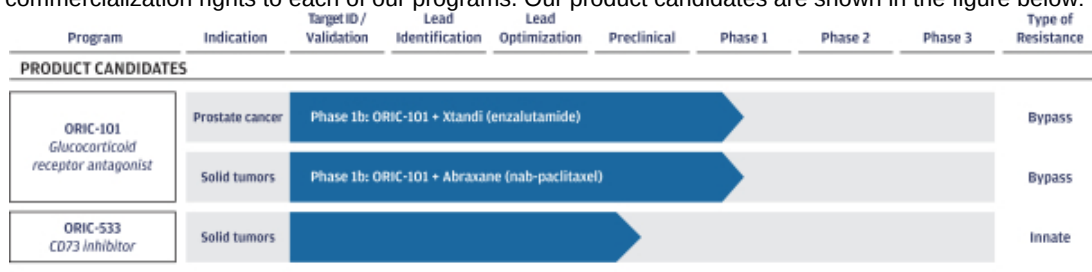 commercialization rights to each of our programs. Our product candidates are shown in the figure below.
Program
Indication
Target ID /
Validation
Lead
Identification
Lead
Optimization
Preclinical
Phase 1
Phase 2
Phase 3
Type of
Resistance
PRODUCT CANDIDATES
ORIC-101
Glucocorticoid
receptor antagonist
Prostate cancer
Phase 1b: ORIC-101 + Xtandi (enzalutamide)
Bypass
Solid tumors
Phase 1b: ORIC-101 + Abraxane (nab-paclitaxel)
Bypass
ORIC-533
CD73 inhibitor
Solid tumors
Innate